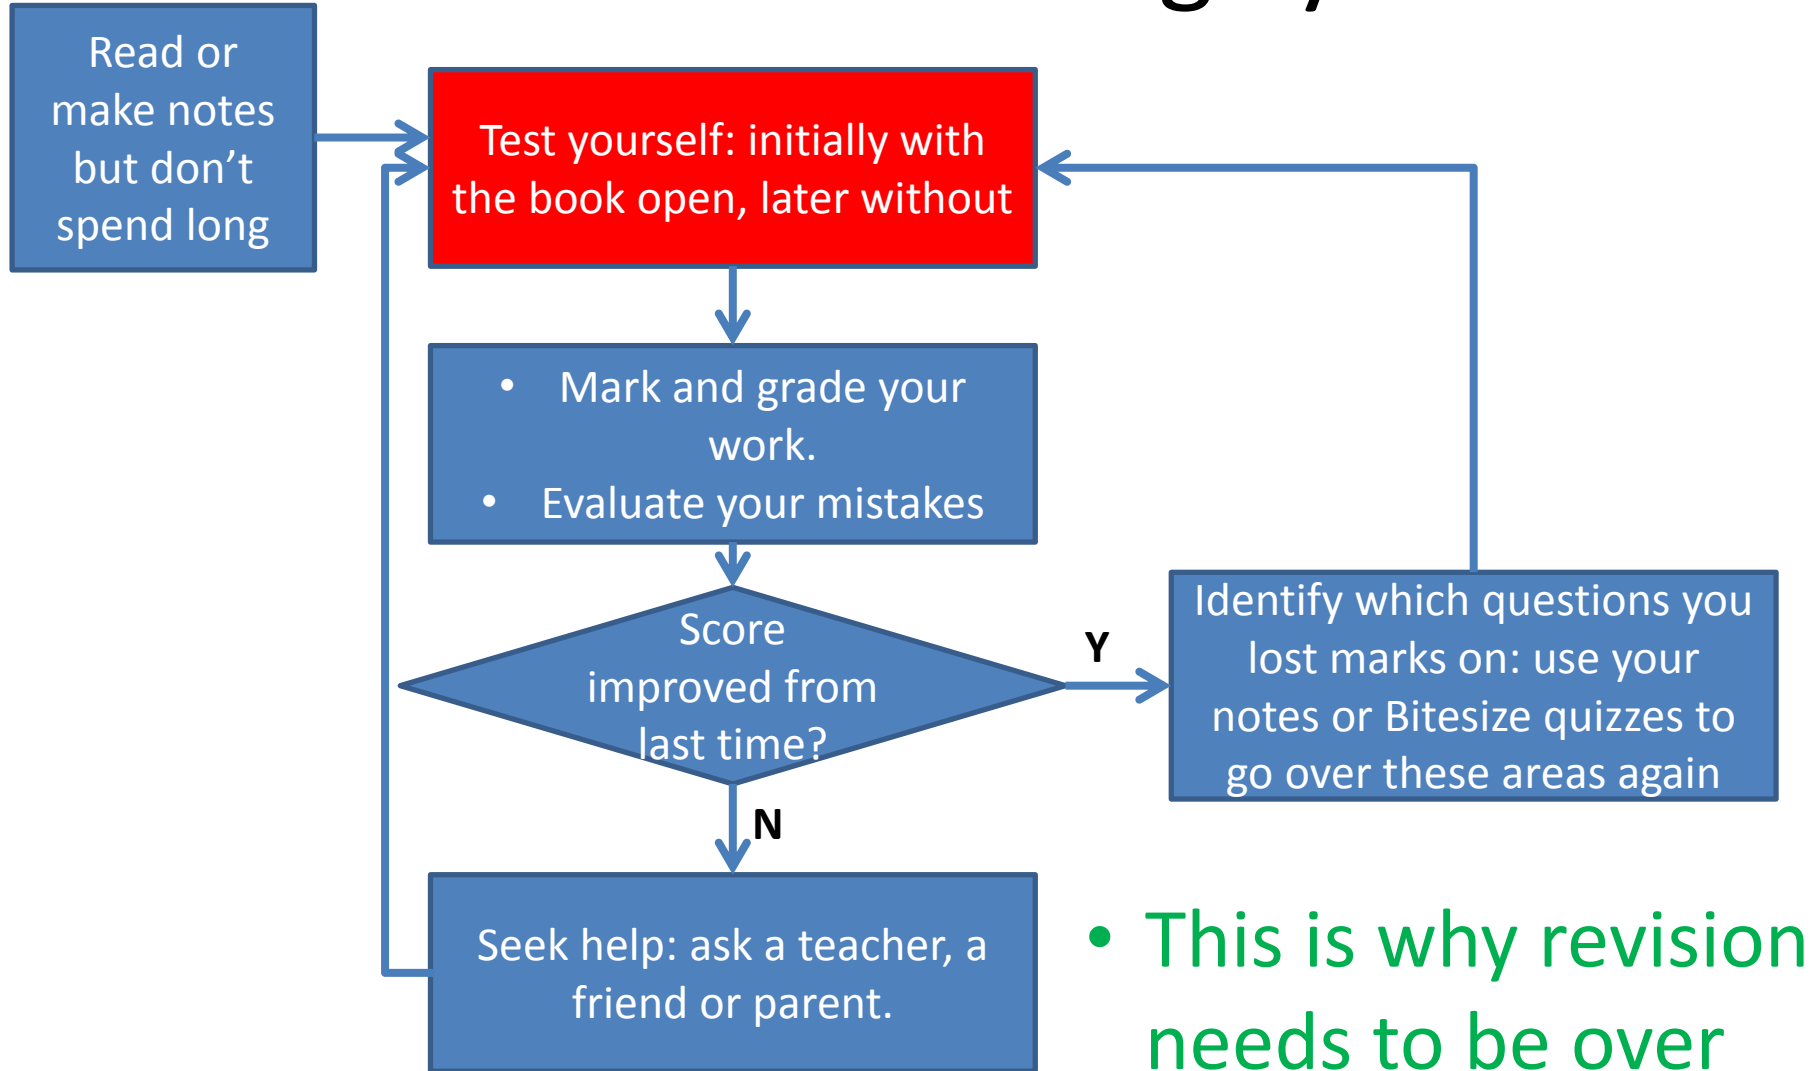 Read or
make notes
but don’t
spend long
Test yourself: initially with
the book open, later without
• Mark and grade your
work.
• Evaluate your mistakes
Score
improved from
last time?
Y
Identify which questions you
lost marks on: use your
notes or Bitesize quizzes to
go over these areas again
N
Seek help: ask a teacher, a
friend or parent.
• This is why revision
needs to be over